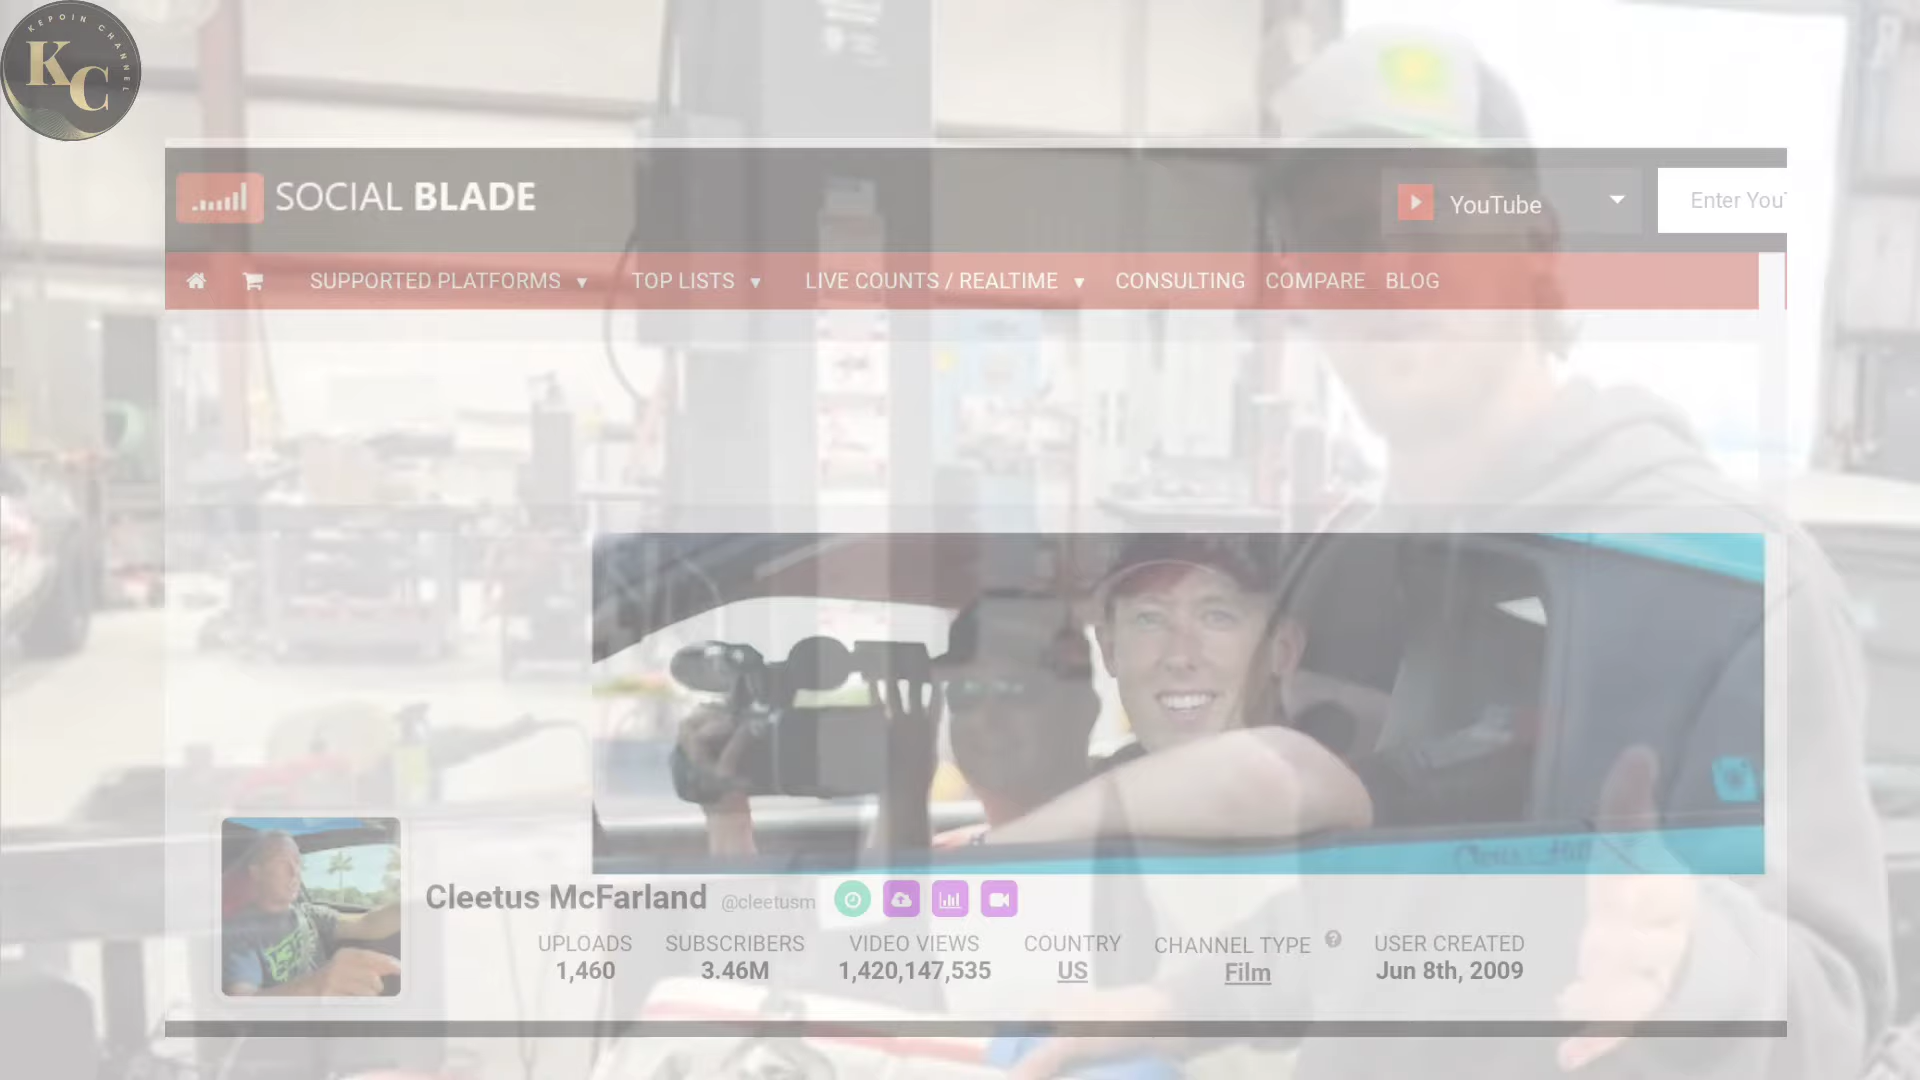 KEPOIN CHANNEL
KC
SOCIAL BLADE
YouTube
Enter You
SUPPORTED PLATFORMS ▼ TOP LISTS ▼ LIVE COUNTS / REALTIME ▼ CONSULTING COMPARE BLOG
Cleetus McFarland @cleetusm
UPLOADS SUBSCRIBERS VIDEO VIEWS COUNTRY CHANNEL TYPE USER CREATED
1,460 3.46M 1,420,147,535 US Film Jun 8th, 2009